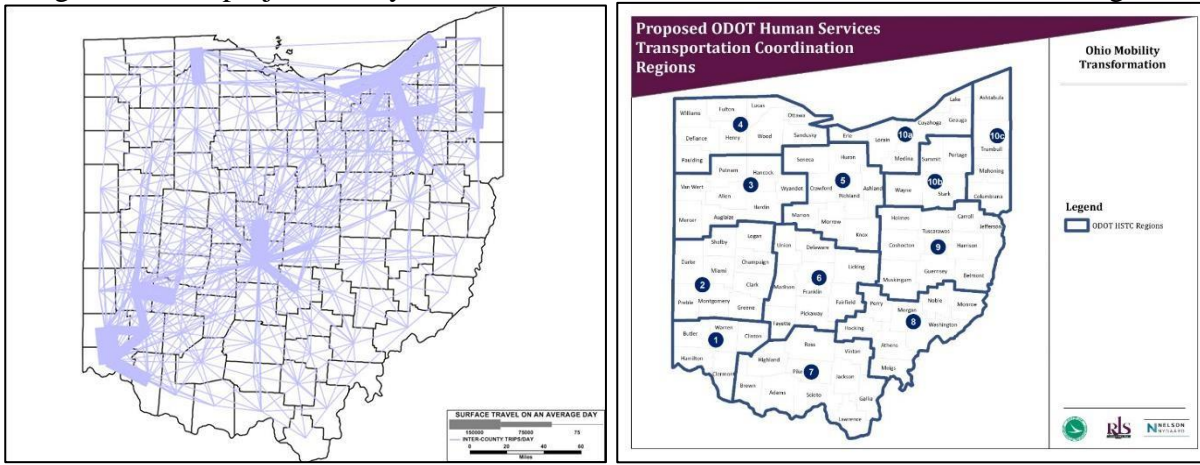 SURFACE TRAVEL ON AN AVERAGE DAY
150000 75000 75
INTER-COUNTY TRIPS/DAY
0 20 40 60
Miles
Proposed ODOT Human Services
Transportation Coordination
Regions
Ohio Mobility
Transformation
Legend
ODOT HSTC Regions
Williams Fulton Lucas Ottawa
Defiance Henry Wood Sandusky
Paulding
4
Putnam Hancock
Van Wert Allen Wyandot
Hardin
Mercer Auglaize
3
Seneca Huron
Crawford Richland Ashland
Marion Morrow Knox
5
Erie Lorain Cuyahoga Lake Geauga
Medina
10a
Summit Portage
Wayne Stark
10b
Ashtabula
10c
Trumbull
Mahoning
Columbiana
Logan
Shelby
Darke Champaign
Miami
Clark
2
Preble Montgomery
Greene
Union Delaware
Licking
6
Madison Franklin
Fairfield
Pickaway
Fayette
Holmes Carroll
Tuscarawas Jefferson
Coshocton Harrison
9
Muskingum Guernsey Belmont
Perry Noble Monroe
Morgan
8
Washington
Hocking
Athens
Meigs
Butler Warren
Clinton
1
Hamilton
Clermont
Ross
Highland Vinton
Pike 7 Jackson
Brown Adams Scioto
Gallia
Lawrence
RLS
NELSON
NYGAARD